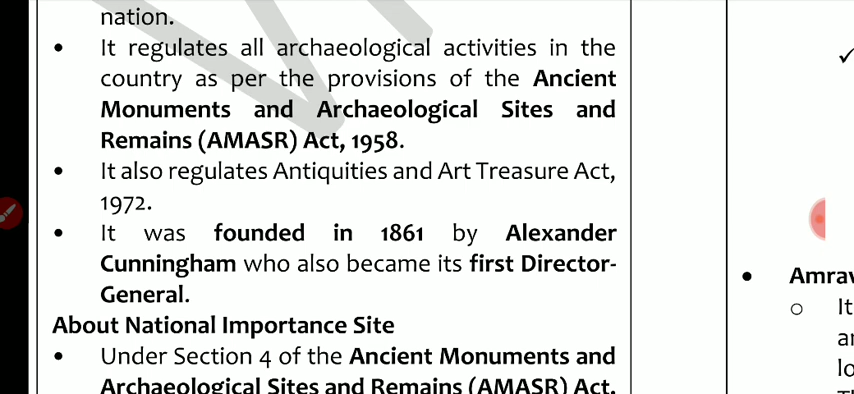 nation.
• It regulates all archaeological activities in the
country as per the provisions of the Ancient
Monuments and Archaeological Sites and
Remains (AMASR) Act, 1958.
• It also regulates Antiquities and Art Treasure Act,
1972.
• It was founded in 1861 by Alexander
Cunningham who also became its first Director-
General.
About National Importance Site
• Under Section 4 of the Ancient Monuments and
Archaeological Sites and Remains (AMASR) Act,
✓
•
o It